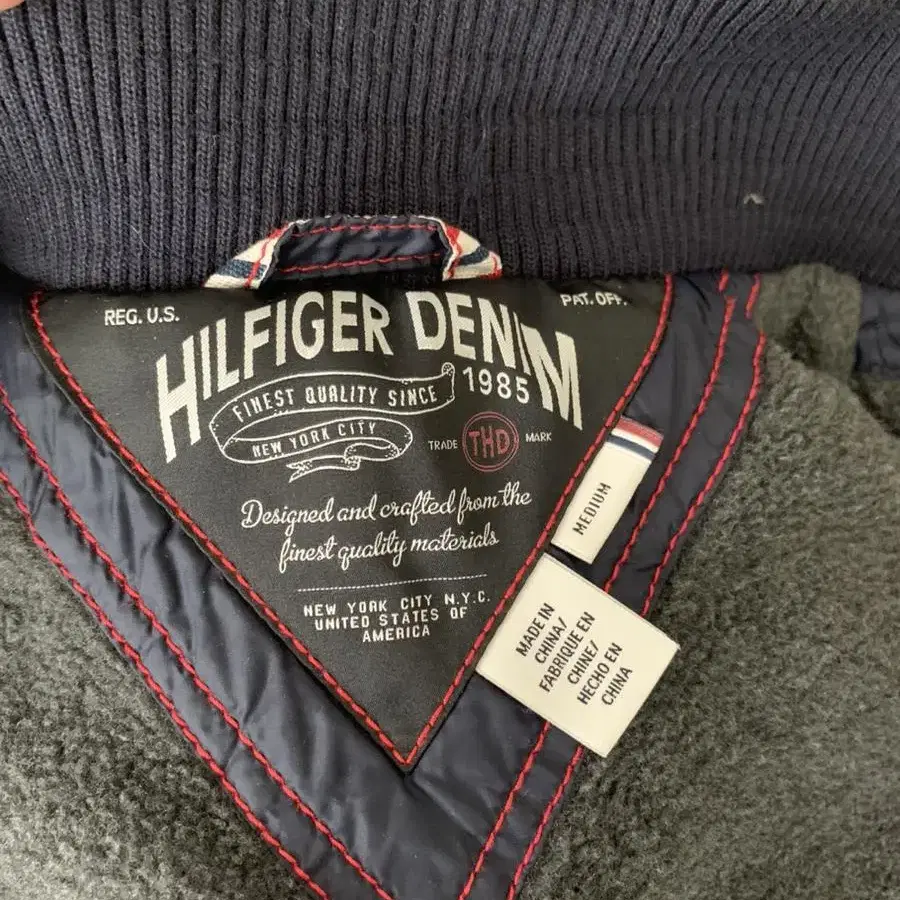 REG. U.S.
PAT. OFF.
HILFIGER DENIM
FINEST QUALITY SINCE
1985
NEW YORK CITY
TRADE THD MARK
Designed and crafted from the
finest quality materials
NEW YORK CITY N.Y.C.
UNITED STATES OF
AMERICA
MEDIUM
MADE IN
CHINA/
FABRIQUE EN
CHINE/
HECHO EN
CHINA